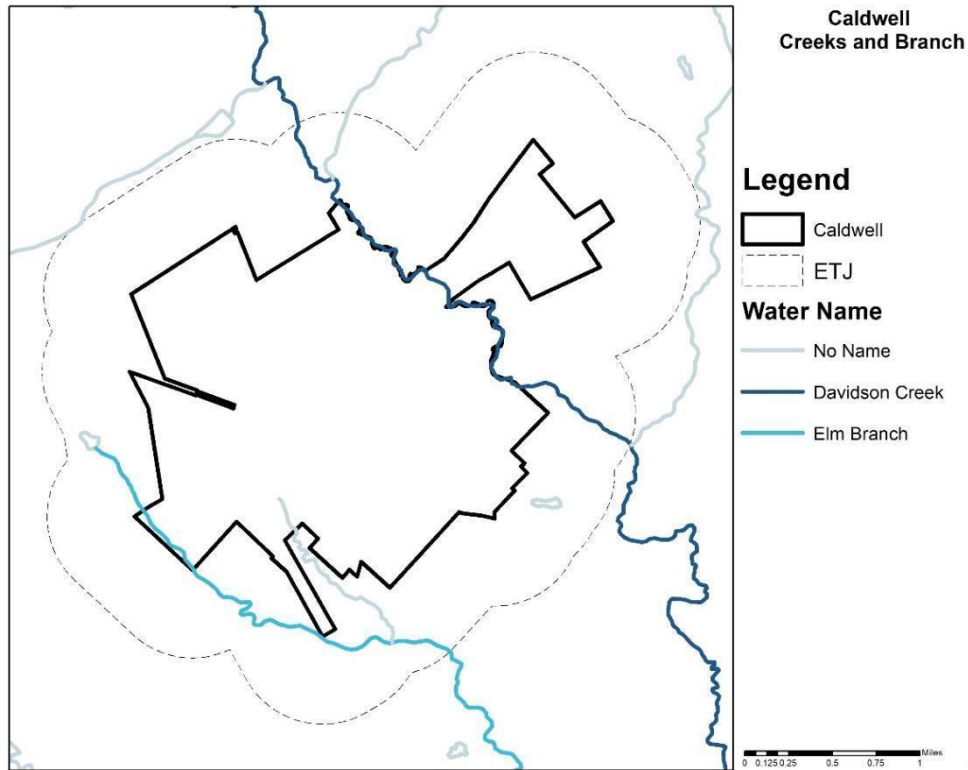 Caldwell
Creeks and Branch
Legend
Caldwell
ETJ
Water Name
No Name
Davidson Creek
Elm Branch
Miles
0 0.125 0.25 0.5 0.75 1